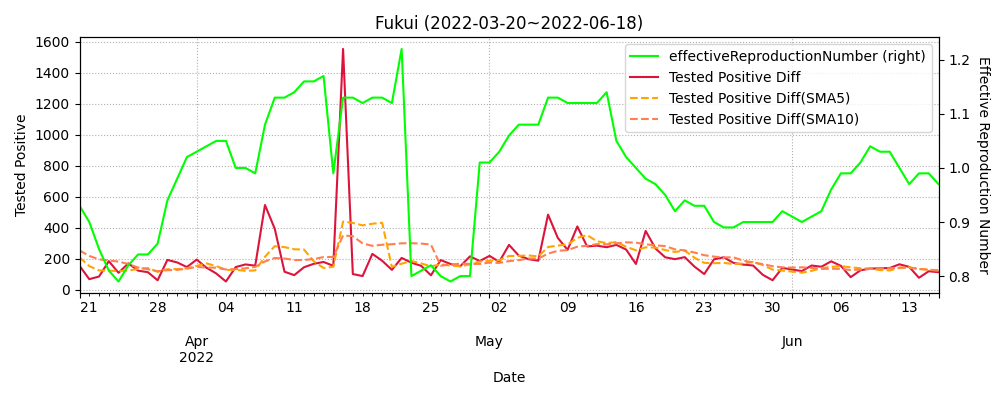 Fukui (2022-03-20~2022-06-18)
effectiveReproductionNumber (right)
Tested Positive Diff
Tested Positive Diff(SMA5)
Tested Positive Diff(SMA10)
Tested Positive
1600
1400
1200
1000
800
600
400
200
0
Effective Reproduction Number
1.2
1.1
1.0
0.9
0.8
21 28 04 11 18 25 02 09 16 23 30 06 13
Apr May Jun
2022
Date